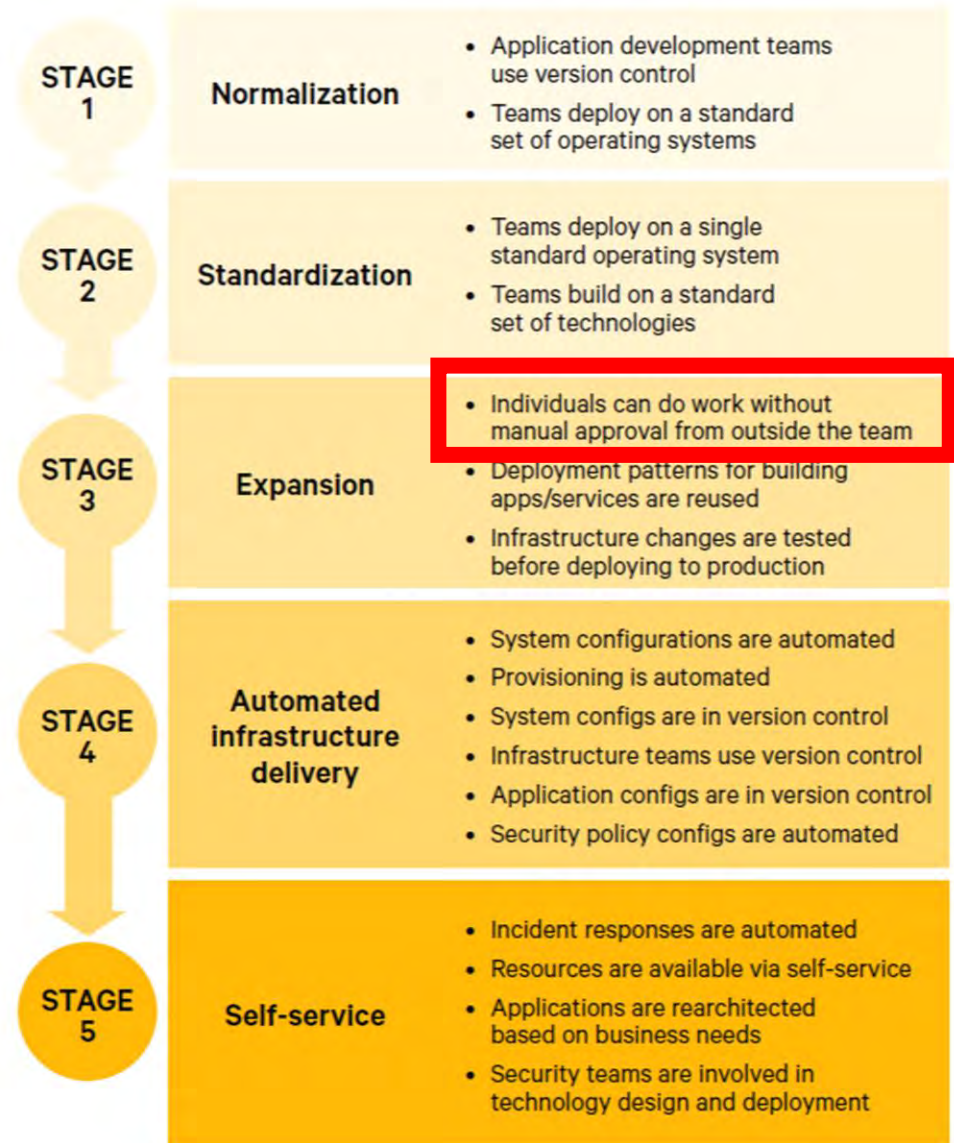 STAGE
1
Normalization
• Application development teams
use version control
• Teams deploy on a standard
set of operating systems
STAGE
2
Standardization
• Teams deploy on a single
standard operating system
• Teams build on a standard
set of technologies
STAGE
3
Expansion
• Individuals can do work without
manual approval from outside the team
• Deployment patterns for building
apps/services are reused
• Infrastructure changes are tested
before deploying to production
STAGE
4
Automated
infrastructure
delivery
• System configurations are automated
• Provisioning is automated
• System configs are in version control
• Infrastructure teams use version control
• Application configs are in version control
• Security policy configs are automated
STAGE
5
Self-service
• Incident responses are automated
• Resources are available via self-service
• Applications are rearchitected
based on business needs
• Security teams are involved in
technology design and deployment